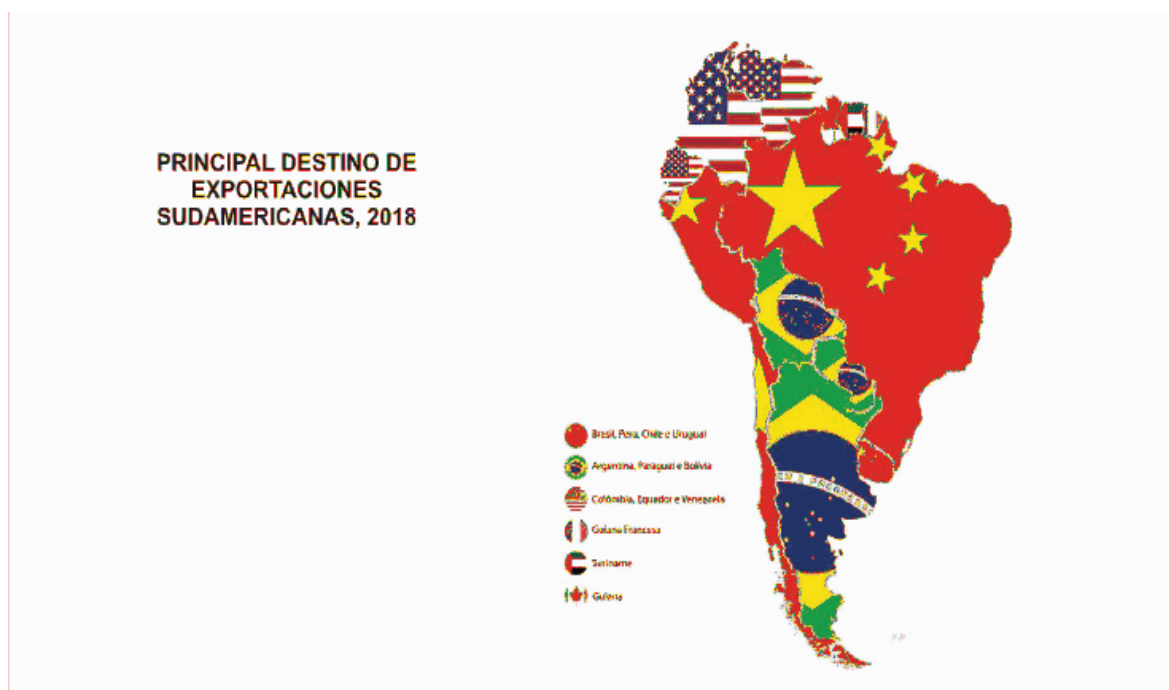 PRINCIPAL DESTINO DE
EXPORTACIONES
SUDAMERICANAS, 2018
Brasil, Peru, Chile e Uruguai
Argentina, Paraguai e Bolívia
Colômbia, Equador e Venezuela
Guiana Francesa
Suriname
Guiana